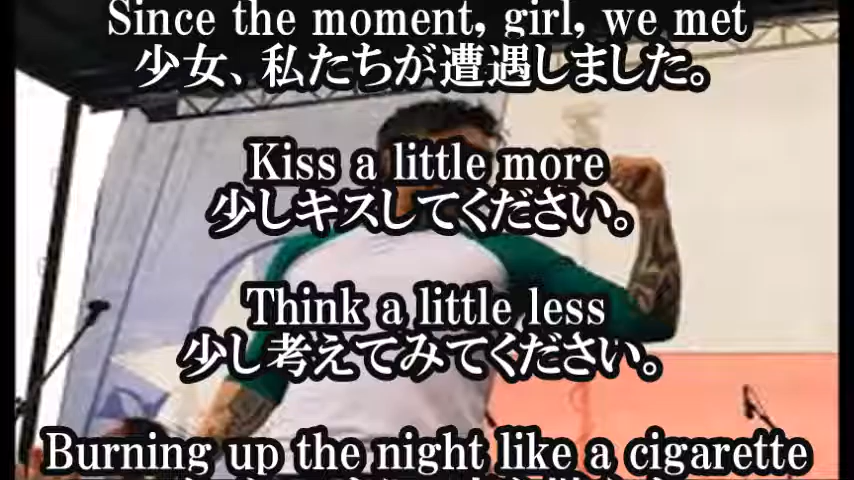 Since the moment, girl, we met
少女、私たちが遭遇しました。
Kiss a little more
少しキスしてください。
Think a little less
少し考えてみてください。
Burning up the night like a cigarette